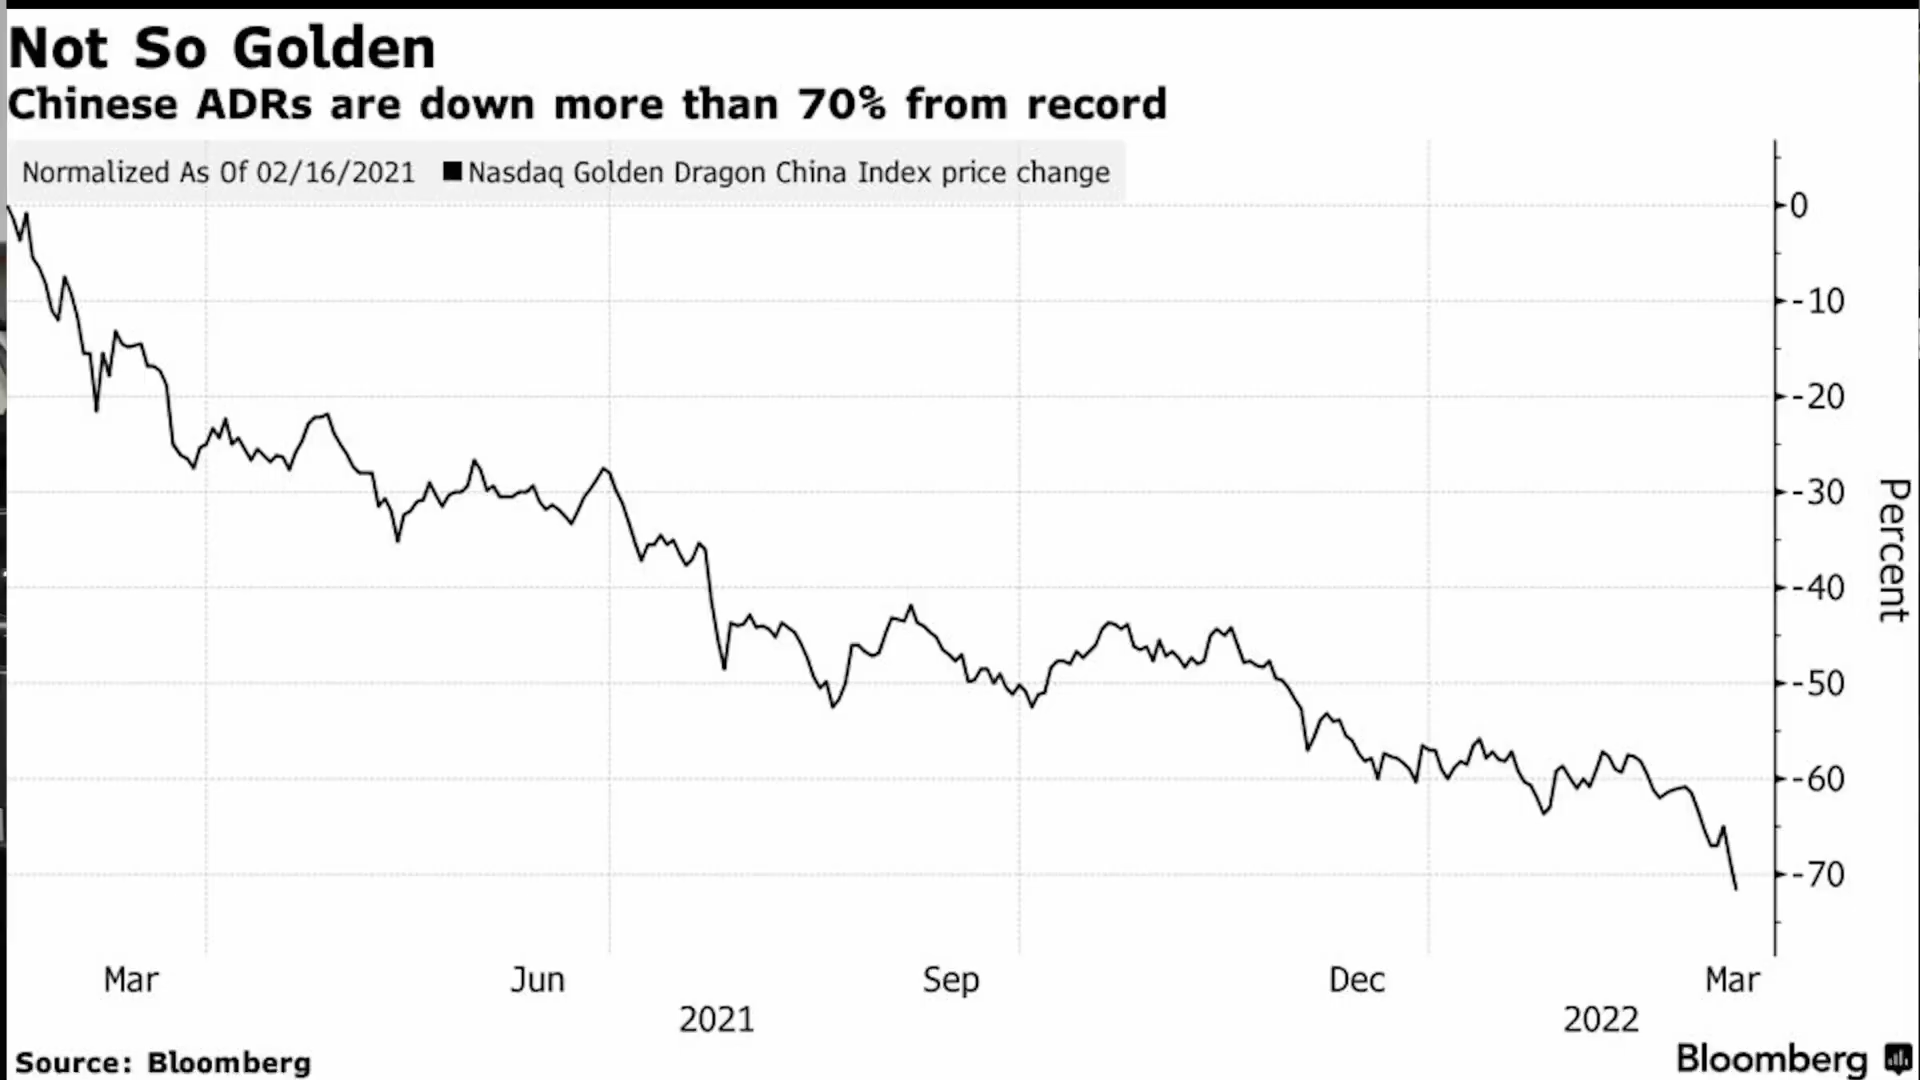 Not So Golden
Chinese ADRs are down more than 70% from record
Normalized As Of 02/16/2021 Nasdaq Golden Dragon China Index price change
0
-10
-20
-30
-40
-50
-60
-70
Percent
Mar Jun Sep Dec Mar
2021 2022
Source: Bloomberg
Bloomberg